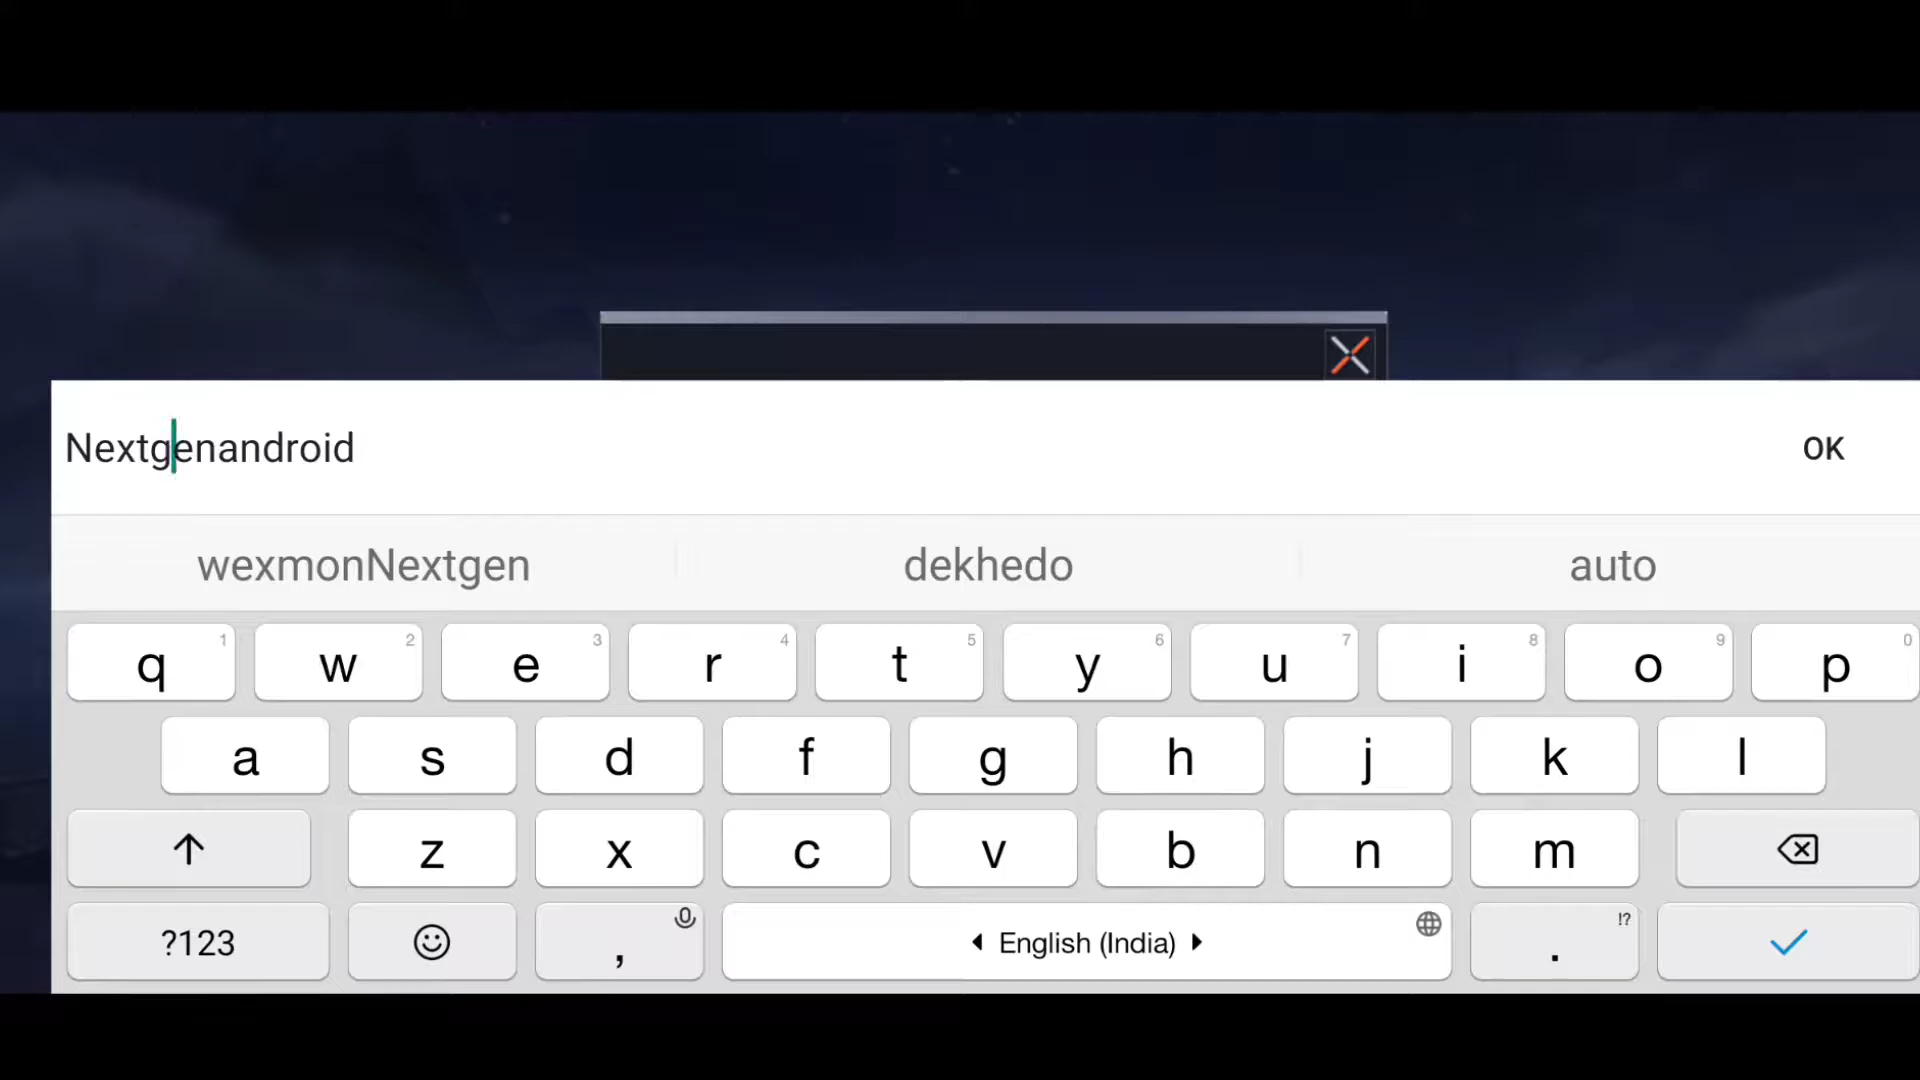 Nextgenandroid OK
wexmonNextgen dekhedo auto
q 1 w 2 e 3 r 4 t 5 y 6 u 7 i 8 o 9 p 0
a s d f g h j k l
z x c v b n m
?123 , English (India) . !?